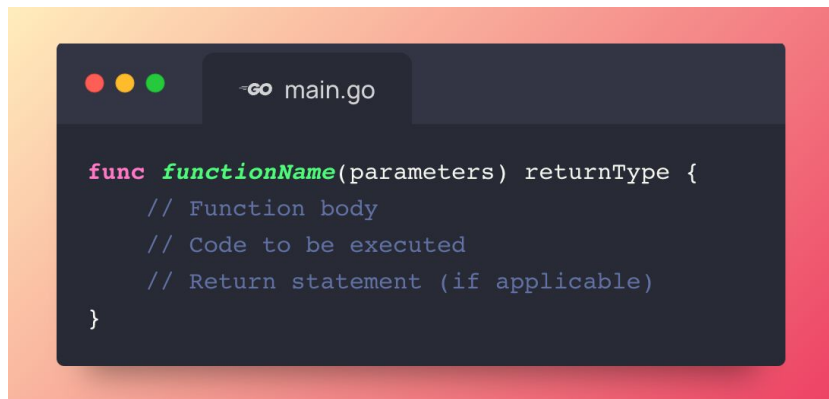 GO main.go
func functionName(parameters) returnType {
    // Function body
    // Code to be executed
    // Return statement (if applicable)
}